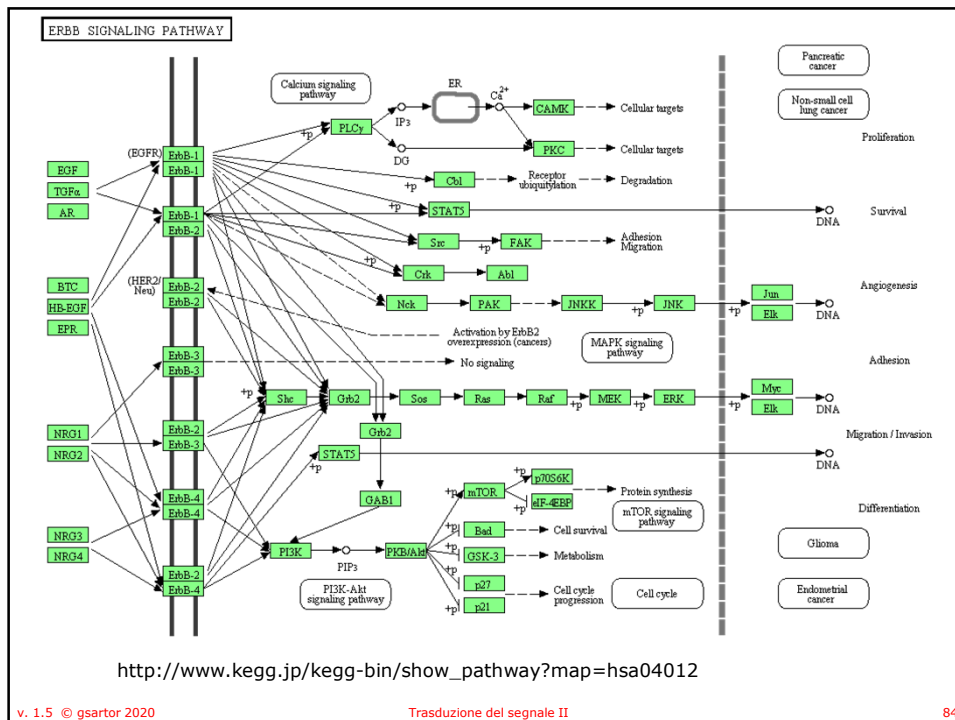 ERBB SIGNALING PATHWAY
Calcium signaling
pathway
ER
Ca2+
IP3
DG
PLCγ
+p
CAMK
Cellular targets
PKC
Cellular targets
Pancreatic
cancer
Non-small cell
lung cancer
Proliferation
(EGFR)
ErbB-1
ErbB-1
EGF
TGFα
AR
+p
Cbl
Receptor
ubiquitylation
Degradation
ErbB-1
ErbB-2
+p
STAT5
DNA
Survival
+p
Src
+p
FAK
Adhesion
Migration
+p
Crk
Abl
(HER2/
Neu)
ErbB-2
ErbB-2
BTC
HB-EGF
EPR
Nck
PAK
JNKK
+p
JNK
+p
Jun
Elk
DNA
Angiogenesis
Activation by ErbB2
overexpression (cancers)
MAPK signaling
pathway
ErbB-3
ErbB-3
No signaling
Adhesion
+p
Shc
Grb2
Sos
Ras
Raf
+p
MEK
+p
ERK
+p
Myc
Elk
DNA
NRG1
NRG2
ErbB-2
ErbB-3
Grb2
Migration / Invasion
STAT5
+p
DNA
ErbB-4
ErbB-4
GAB1
+p
mTOR
+p
p70S6K
+p
eIF-4EBP
Protein synthesis
mTOR signaling
pathway
Differentiation
NRG3
NRG4
PI3K
PIP3
PKB/Akt
+p
Bad
Cell survival
+p
GSK-3
Metabolism
Glioma
ErbB-2
ErbB-4
PI3K-Akt
signaling pathway
+p
p27
+p
p21
Cell cycle
progression
Cell cycle
Endometrial
cancer
http://www.kegg.jp/kegg-bin/show_pathway?map=hsa04012
v. 1.5 © gsartor 2020
Trasduzione del segnale II
84